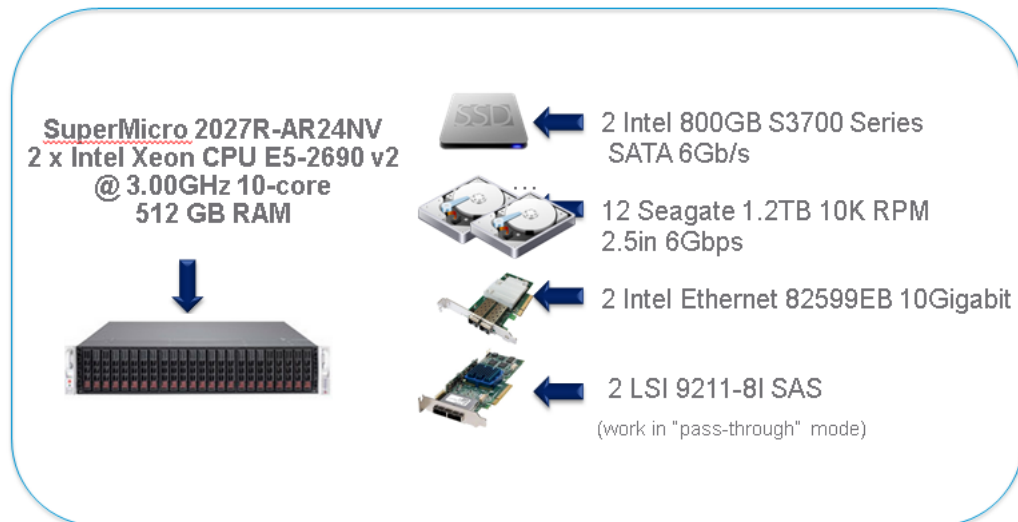 SuperMicro 2027R-AR24NV
2 x Intel Xeon CPU E5-2690 v2
@ 3.00GHz 10-core
512 GB RAM
SSD
2 Intel 800GB S3700 Series
SATA 6Gb/s
...
12 Seagate 1.2TB 10K RPM
2.5in 6Gbps
2 Intel Ethernet 82599EB 10Gigabit
2 LSI 9211-8I SAS
(work in "pass-through" mode)